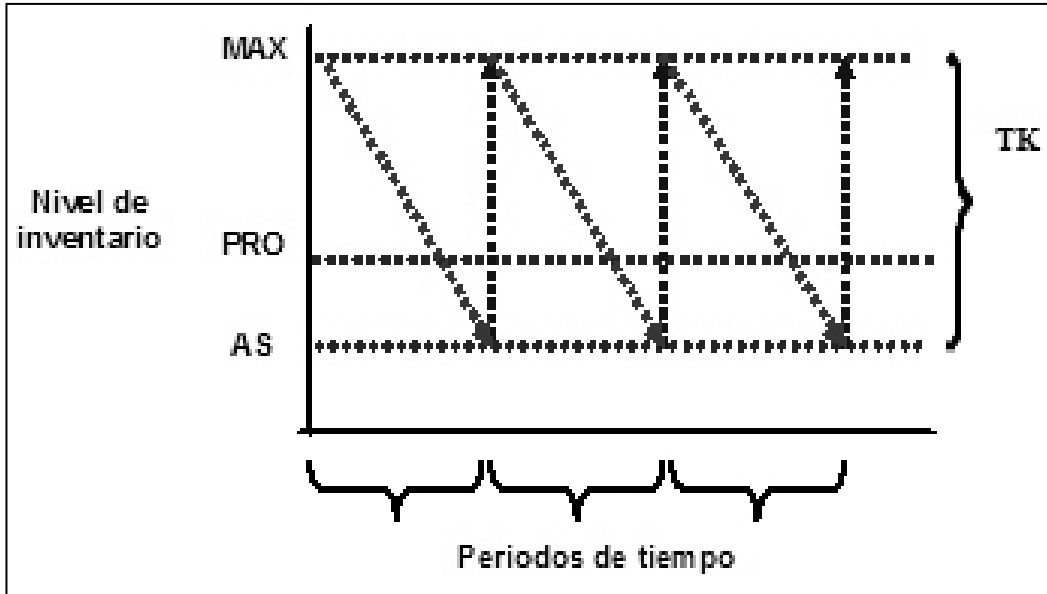 MAX
TK
Nivel de
inventario
PRO
AS
Periodos de tiempo